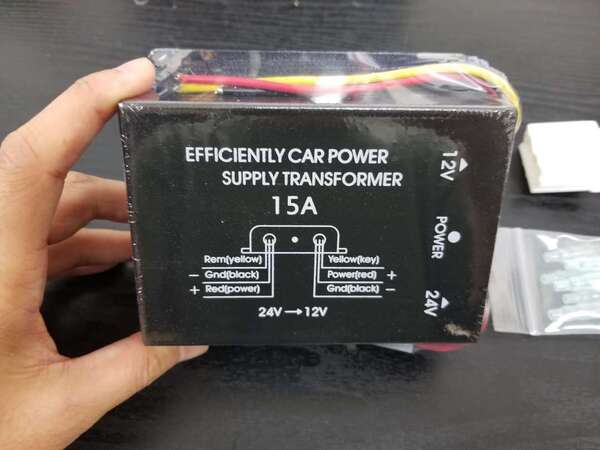 EFFICIENTLY CAR POWER
SUPPLY TRANSFORMER
15A
Rem(yellow)
Yellow(key)
− Gnd(black)
Power(red) +
+ Red(power)
Gnd(black) −
24V→12V
12V
POWER
24V